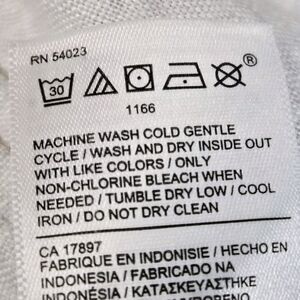 RN 54023
30
®
1166
MACHINE WASH COLD GENTLE
CYCLE / WASH AND DRY INSIDE OUT
WITH LIKE COLORS / ONLY
NON-CHLORINE BLEACH WHEN
NEEDED / TUMBLE DRY LOW / COOL
IRON / DO NOT DRY CLEAN
CA 17897
FABRIQUE EN INDONISIE / HECHO EN
INDONESIA / FABRICADO NA
INDONÉSIA / ΚΑΤΑΣΚΕΥΑΣΤΗΚΕ